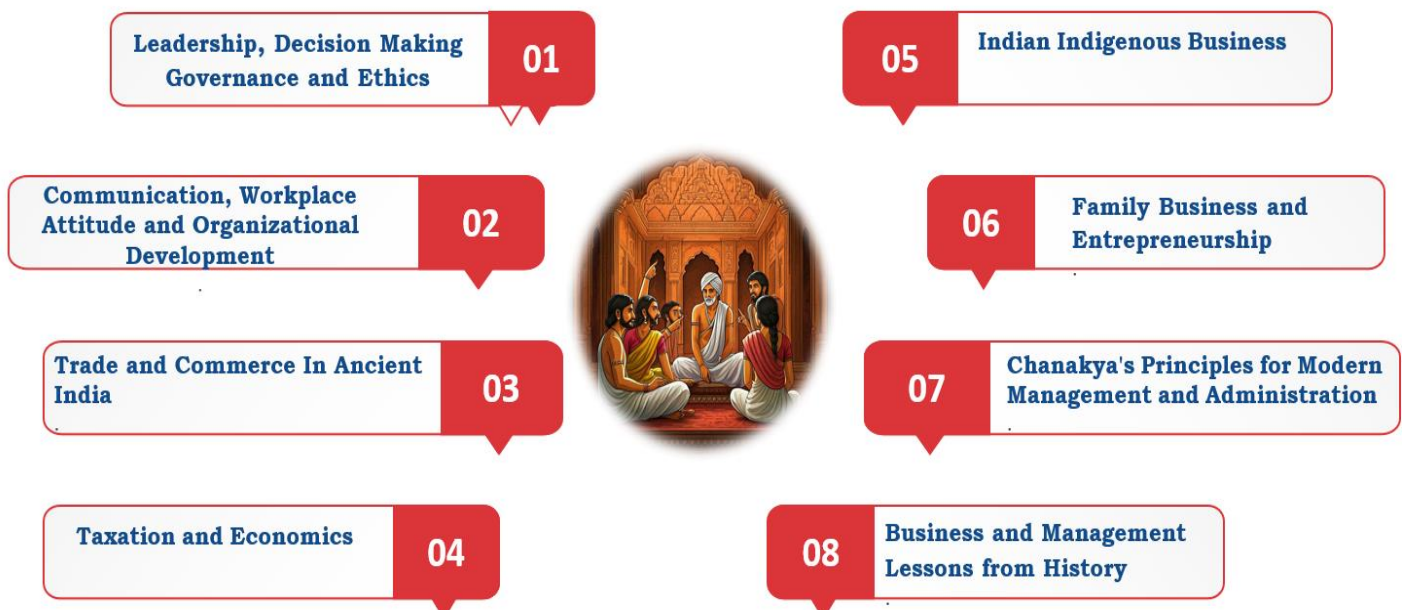 Leadership, Decision Making
Governance and Ethics
01
Communication, Workplace
Attitude and Organizational
Development
.
02
Trade and Commerce In Ancient
India
.
03
Taxation and Economics
04
05
Indian Indigenous Business
06
Family Business and
Entrepreneurship
.
07
Chanakya's Principles for Modern
Management and Administration
.
08
Business and Management
Lessons from History
.